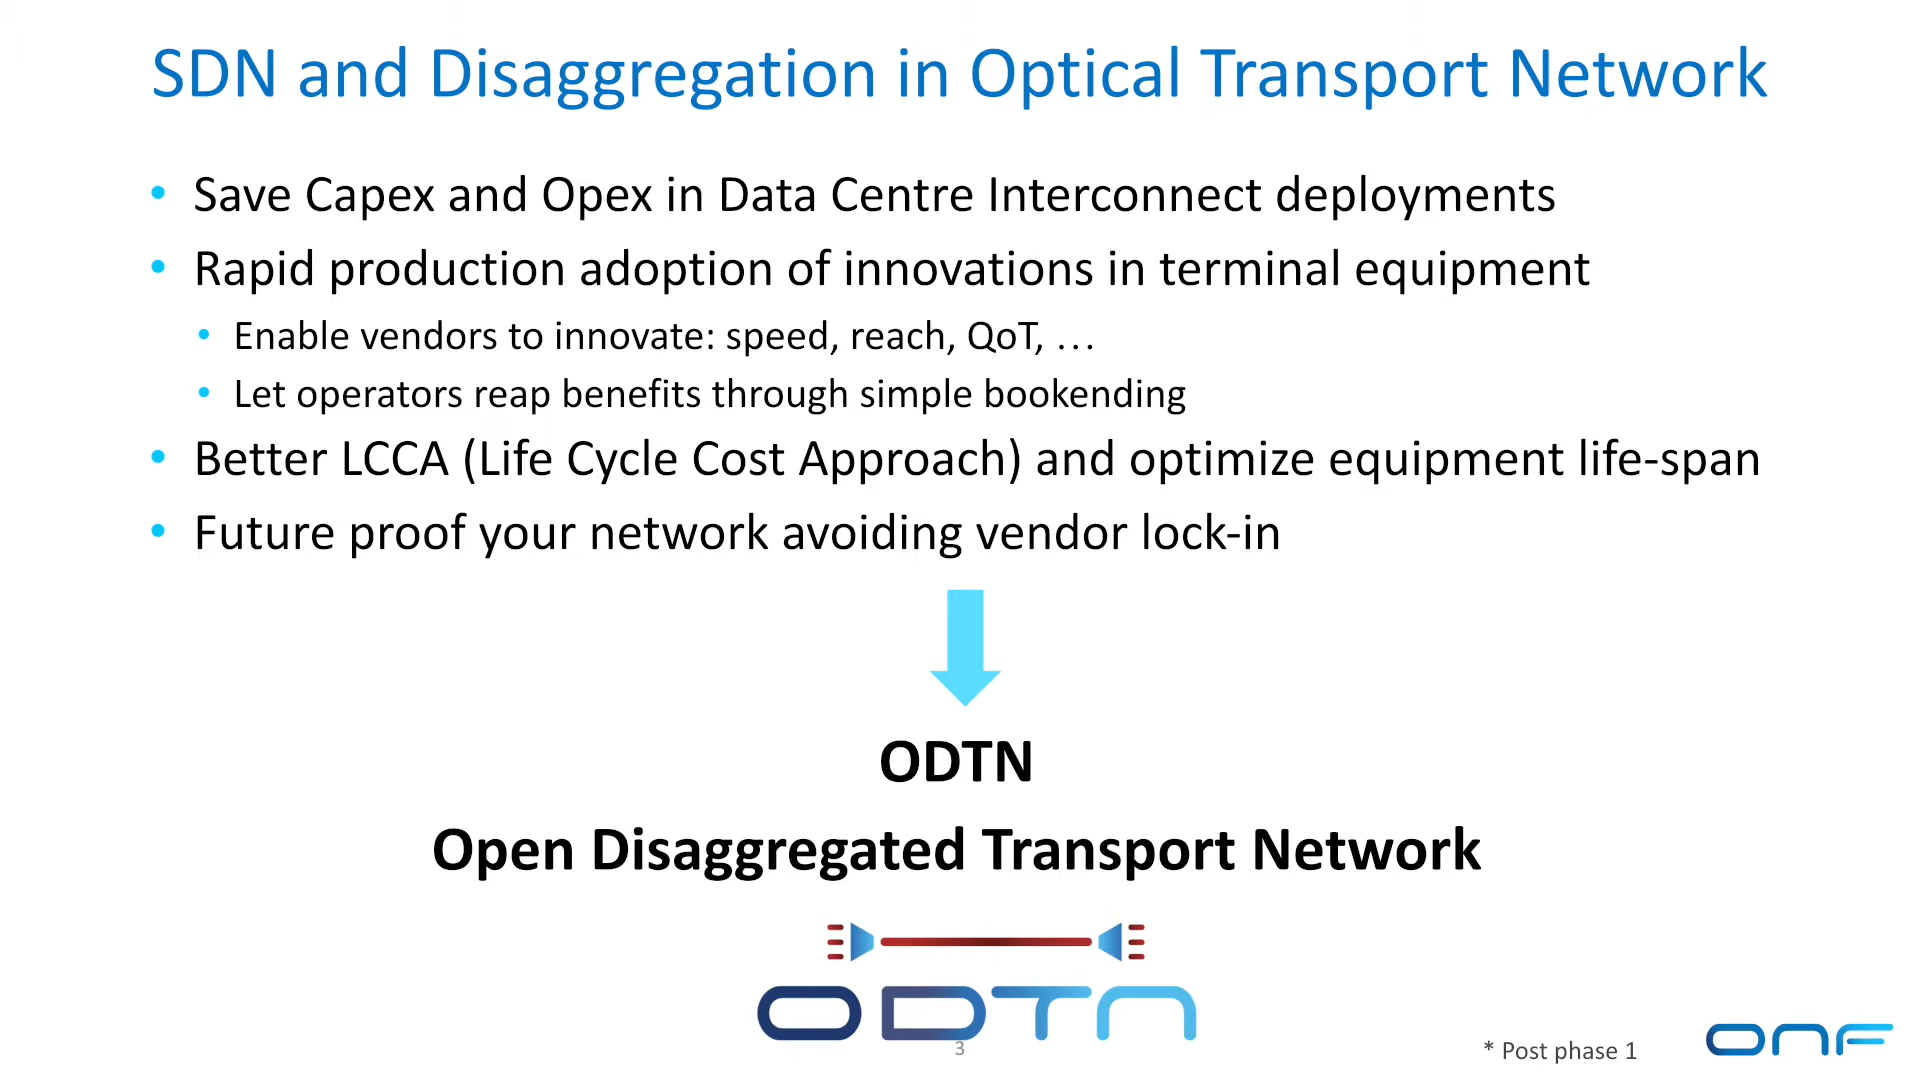 SDN and Disaggregation in Optical Transport Network
• Save Capex and Opex in Data Centre Interconnect deployments
• Rapid production adoption of innovations in terminal equipment
• Enable vendors to innovate: speed, reach, QoT, …
• Let operators reap benefits through simple bookending
• Better LCCA (Life Cycle Cost Approach) and optimize equipment life-span
• Future proof your network avoiding vendor lock-in
ODTN
Open Disaggregated Transport Network
ODTN
3
* Post phase 1
ONF